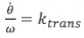 θ̇/ω = k_trans